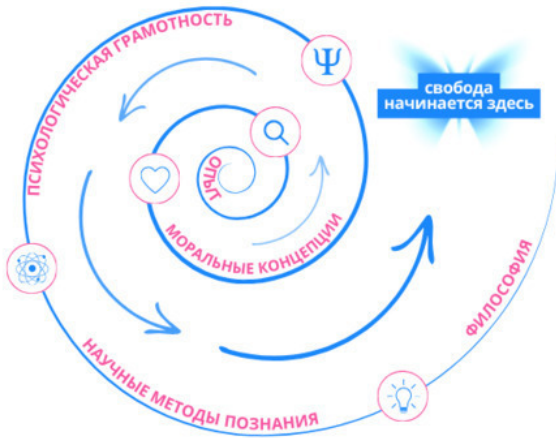 ПСИХОЛОГИЧЕСКАЯ ГРАМОТНОСТЬ
Ψ
свобода
начинается здесь
ОПЫТ
МОРАЛЬНЫЕ КОНЦЕПЦИИ
ФИЛОСОФИЯ
НАУЧНЫЕ МЕТОДЫ ПОЗНАНИЯ